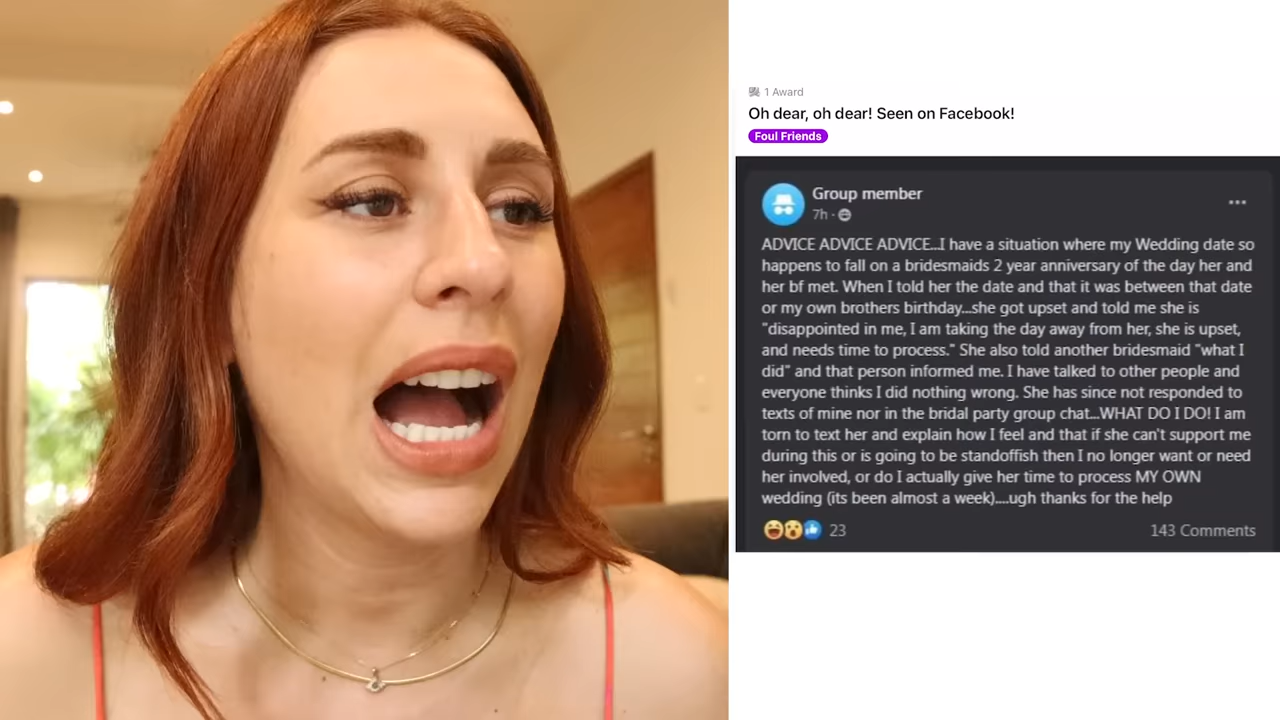 1 Award
Oh dear, oh dear! Seen on Facebook!
Foul Friends
Group member
7h ·
ADVICE ADVICE ADVICE...I have a situation where my Wedding date so
happens to fall on a bridesmaids 2 year anniversary of the day her and
her bf met. When I told her the date and that it was between that date
or my own brothers birthday...she got upset and told me she is
"disappointed in me, I am taking the day away from her, she is upset,
and needs time to process." She also told another bridesmaid "what I
did" and that person informed me. I have talked to other people and
everyone thinks I did nothing wrong. She has since not responded to
texts of mine nor in the bridal party group chat...WHAT DO I DO! I am
torn to text her and explain how I feel and that if she can't support me
during this or is going to be standoffish then I no longer want or need
her involved, or do I actually give her time to process MY OWN
wedding (its been almost a week)....ugh thanks for the help
23
143 Comments